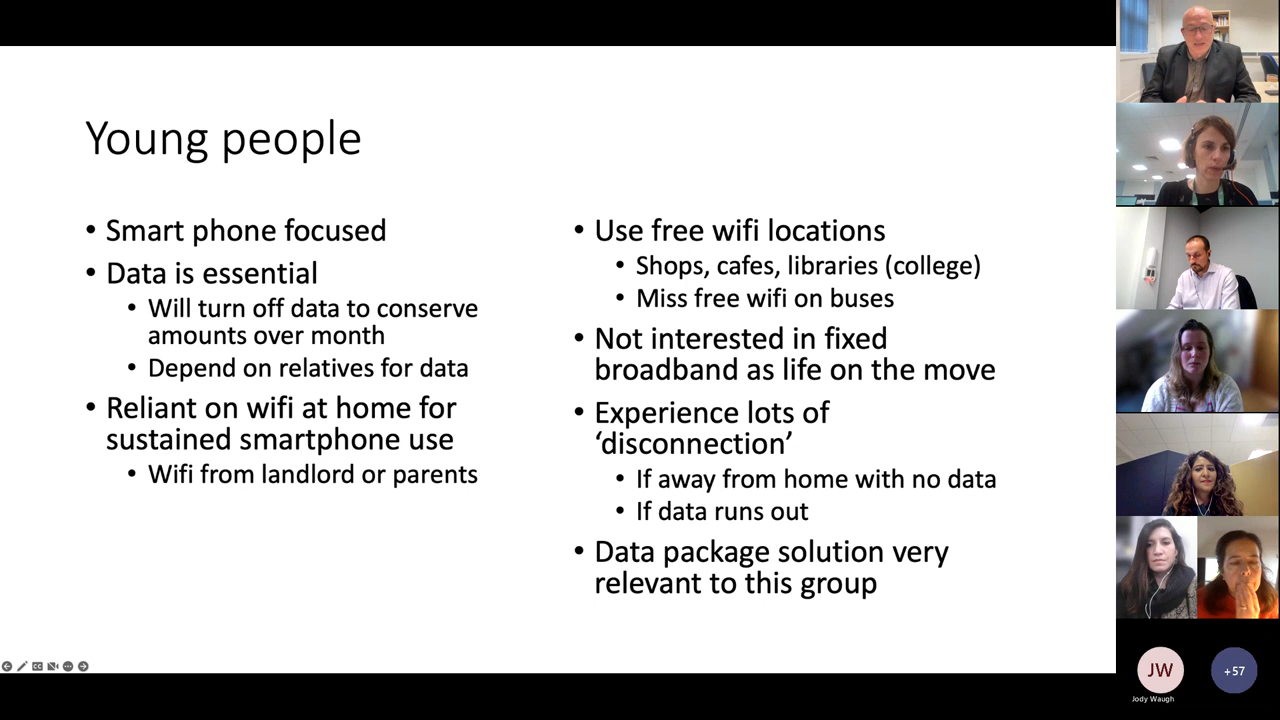 Young people
• Smart phone focused
• Data is essential
• Will turn off data to conserve
amounts over month
• Depend on relatives for data
• Reliant on wifi at home for
sustained smartphone use
• Wifi from landlord or parents
• Use free wifi locations
• Shops, cafes, libraries (college)
• Miss free wifi on buses
• Not interested in fixed
broadband as life on the move
• Experience lots of
‘disconnection’
• If away from home with no data
• If data runs out
• Data package solution very
relevant to this group
JW
Jody Waugh
+57